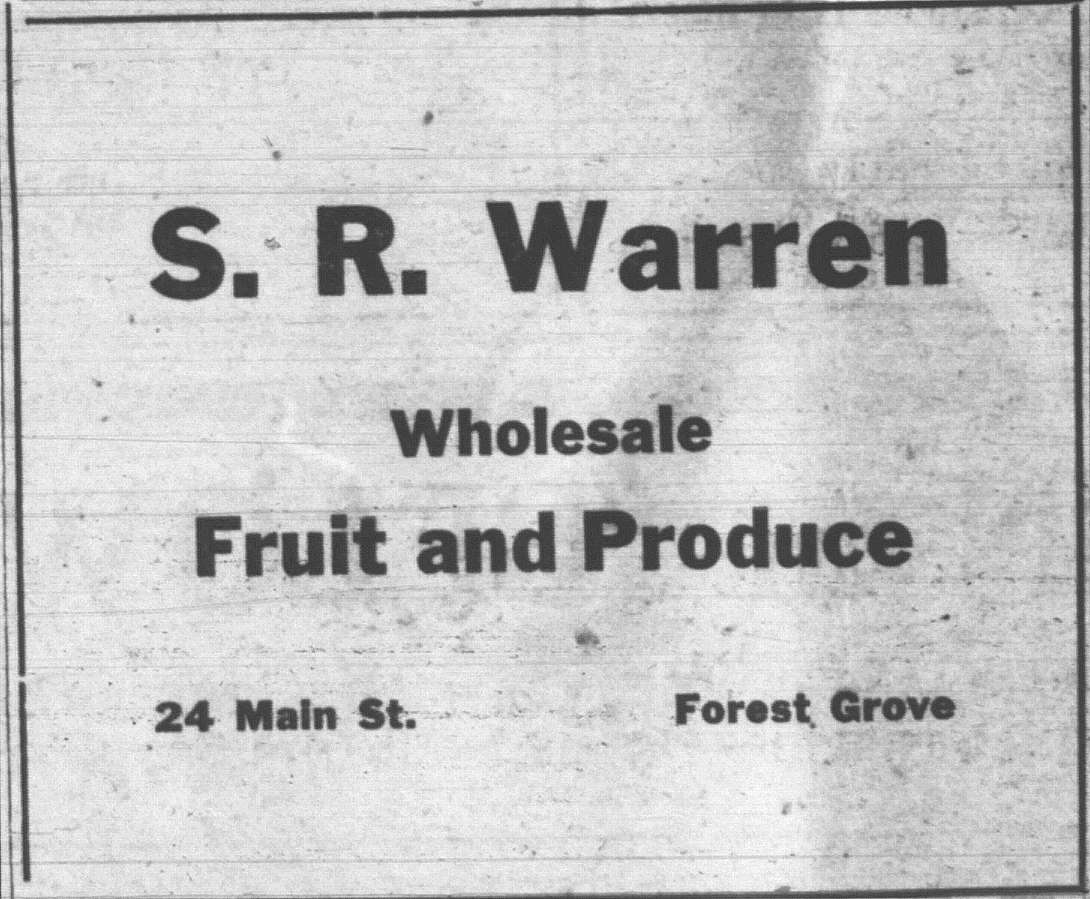 S. R. Warren
Wholesale
Fruit and Produce
24 Main St. Forest Grove